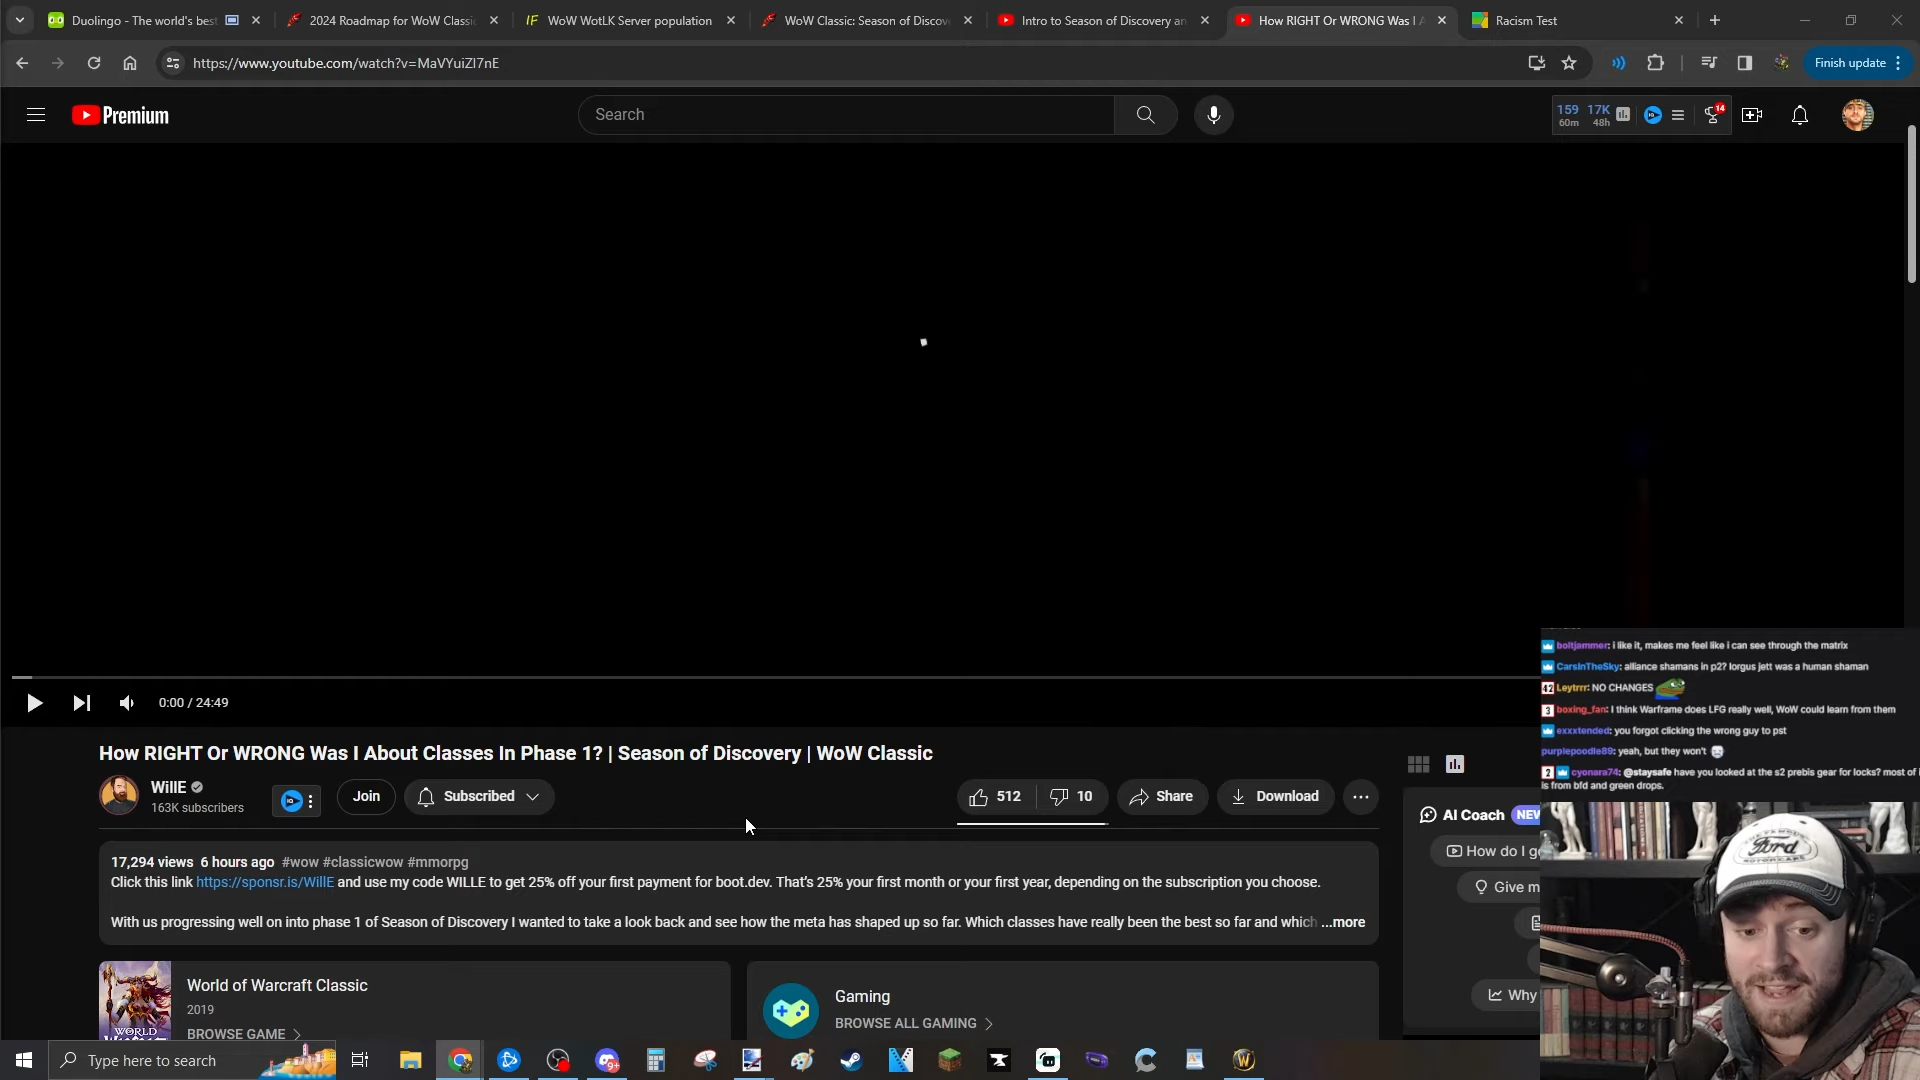 Duolingo - The world's best
2024 Roadmap for WoW Classic
IF WoW WotLK Server population
WoW Classic: Season of Discov
Intro to Season of Discovery an
How RIGHT Or WRONG Was I
Racism Test
https://www.youtube.com/watch?v=MaVYuiZI7nE
Finish update
Premium
Search
159 17K
60m 48h
14
0:00 / 24:49
boltjammer: i like it, makes me feel like i can see through the matrix
CarsInTheSky: alliance shamans in p2? lorgus jett was a human shaman
42 Leytrrr: NO CHANGES
3 boxing_fan: I think Warframe does LFG really well, WoW could learn from them
exxxtended: you forgot clicking the wrong guy to pst
purplepoodle89: yeah, but they won't
2 cyonara74: @staysafe have you looked at the s2 prebis gear for locks? most of i
is from bfd and green drops.
How RIGHT Or WRONG Was I About Classes In Phase 1? | Season of Discovery | WoW Classic
WillE
163K subscribers
Join
Subscribed
512
10
Share
Download
AI Coach NEW
How do I g
Give m
Why
17,294 views 6 hours ago #wow #classicwow #mmorpg
Click this link https://sponsr.is/WillE and use my code WILLE to get 25% off your first payment for boot.dev. That's 25% your first month or your first year, depending on the subscription you choose.
With us progressing well on into phase 1 of Season of Discovery I wanted to take a look back and see how the meta has shaped up so far. Which classes have really been the best so far and which ...more
World of Warcraft Classic
2019
BROWSE GAME
WORLD
Gaming
BROWSE ALL GAMING
Ford
Type here to search
9+